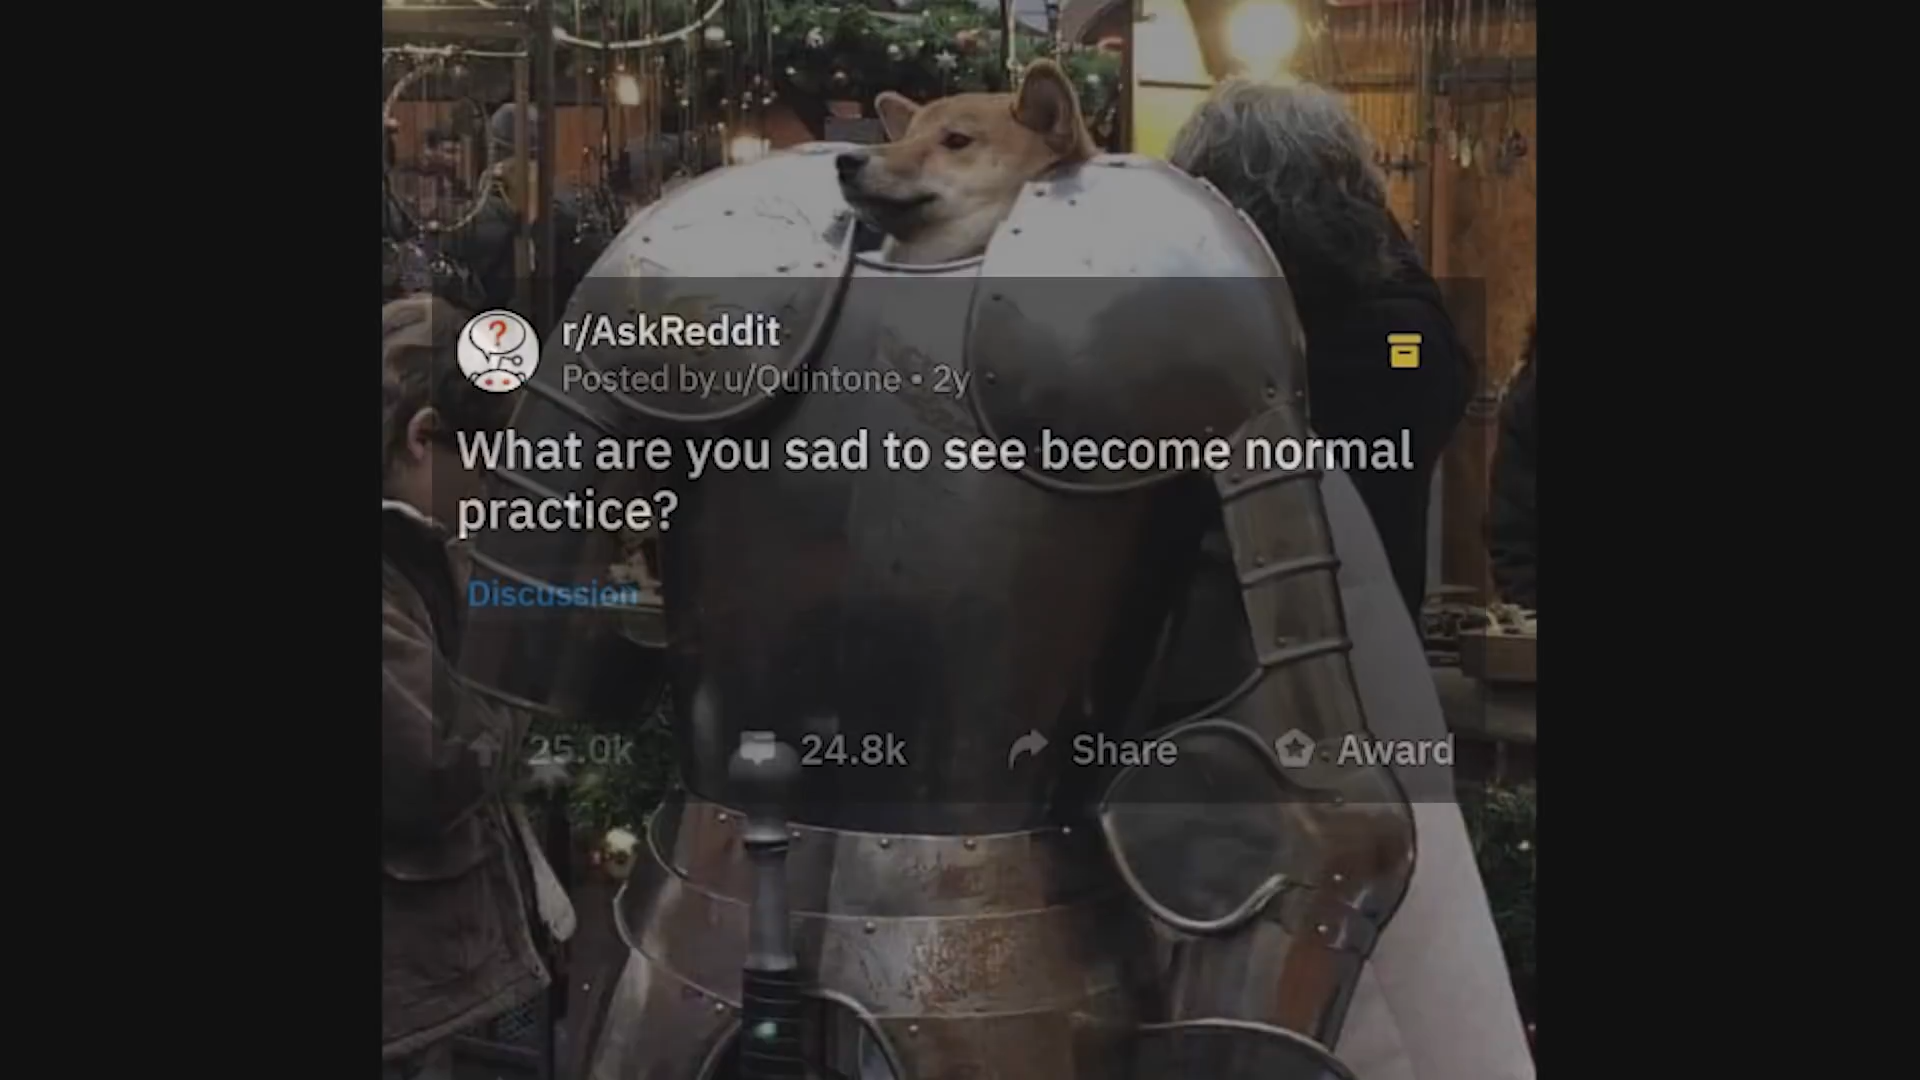 r/AskReddit
Posted by u/Quintone • 2y
What are you sad to see become normal
practice?
Discussion
25.0k 24.8k Share Award